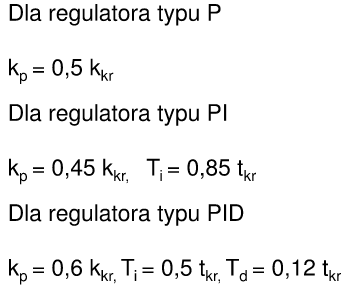 Dla regulatora typu P
kp = 0,5 kkr
Dla regulatora typu PI
kp = 0,45 kkr, Ti = 0,85 tkr
Dla regulatora typu PID
kp = 0,6 kkr, Ti = 0,5 tkr, Td = 0,12 tkr